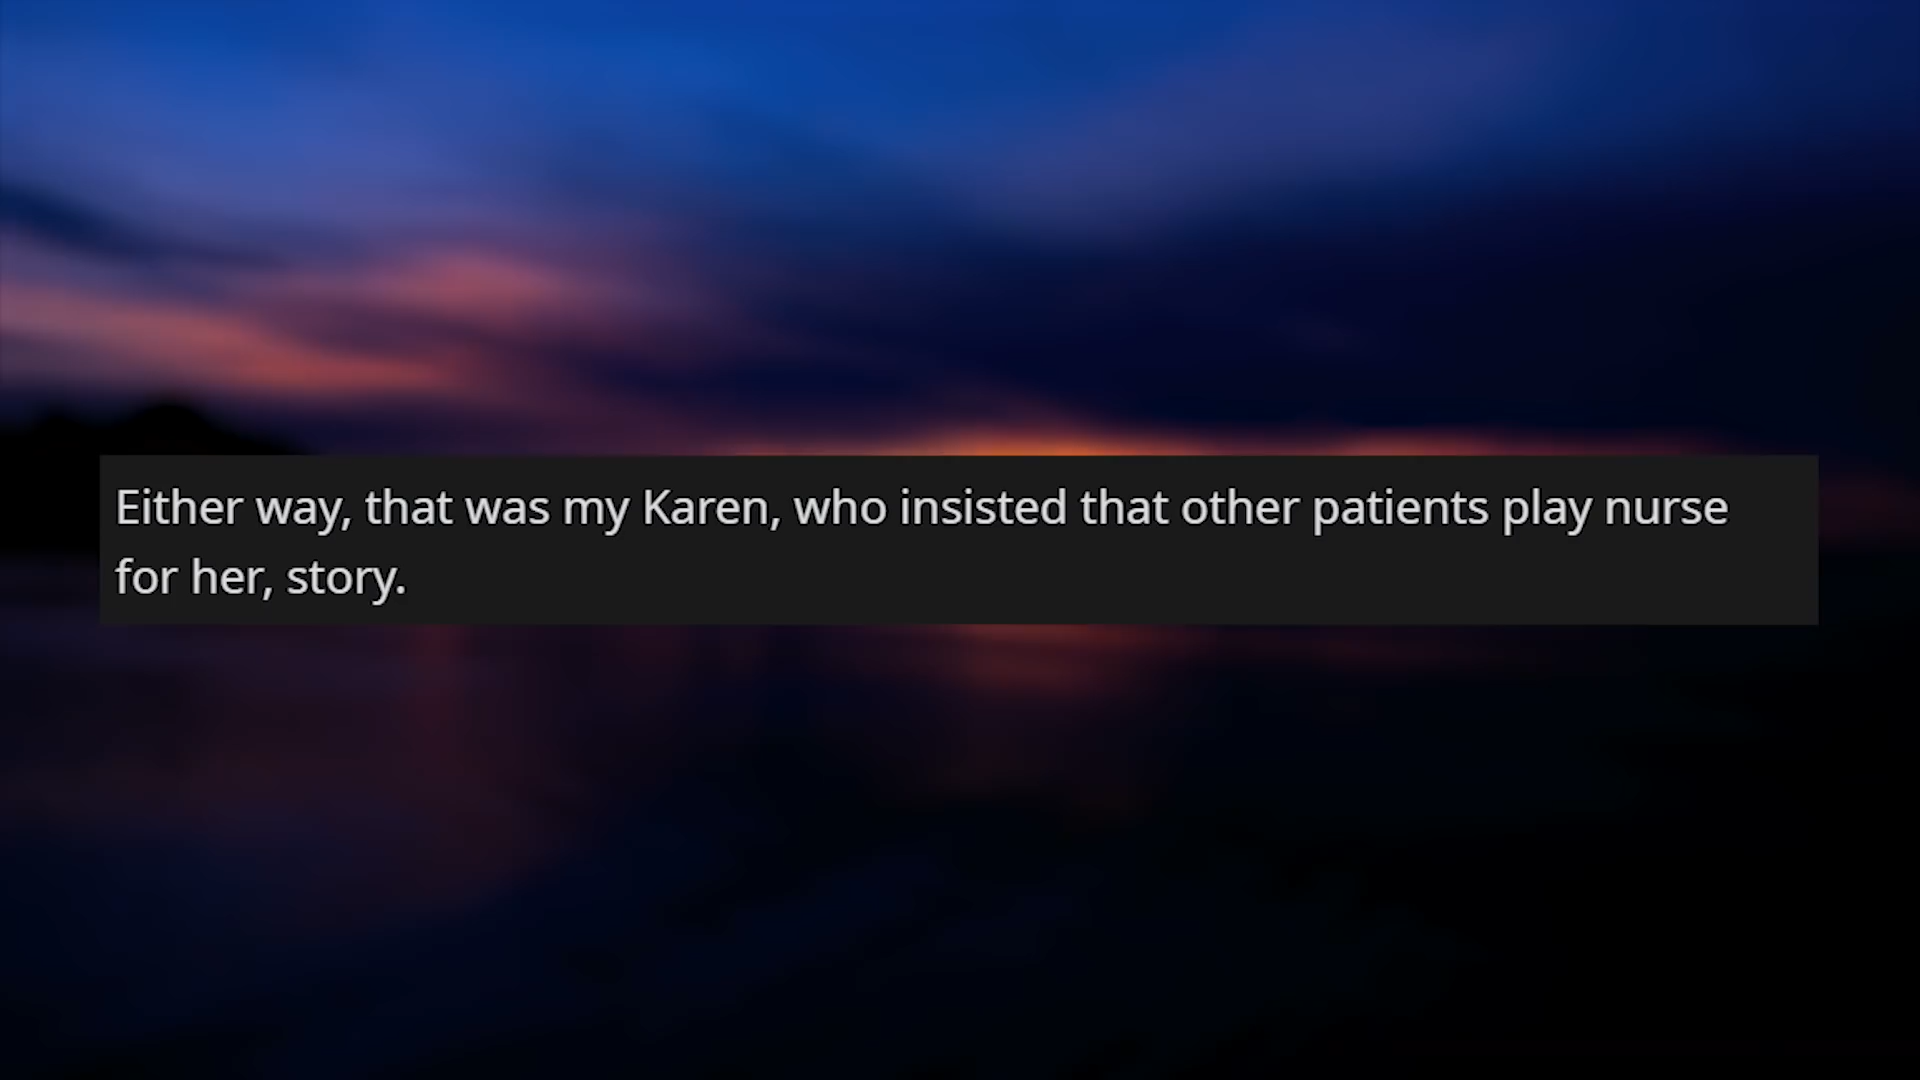 Either way, that was my Karen, who insisted that other patients play nurse
for her, story.